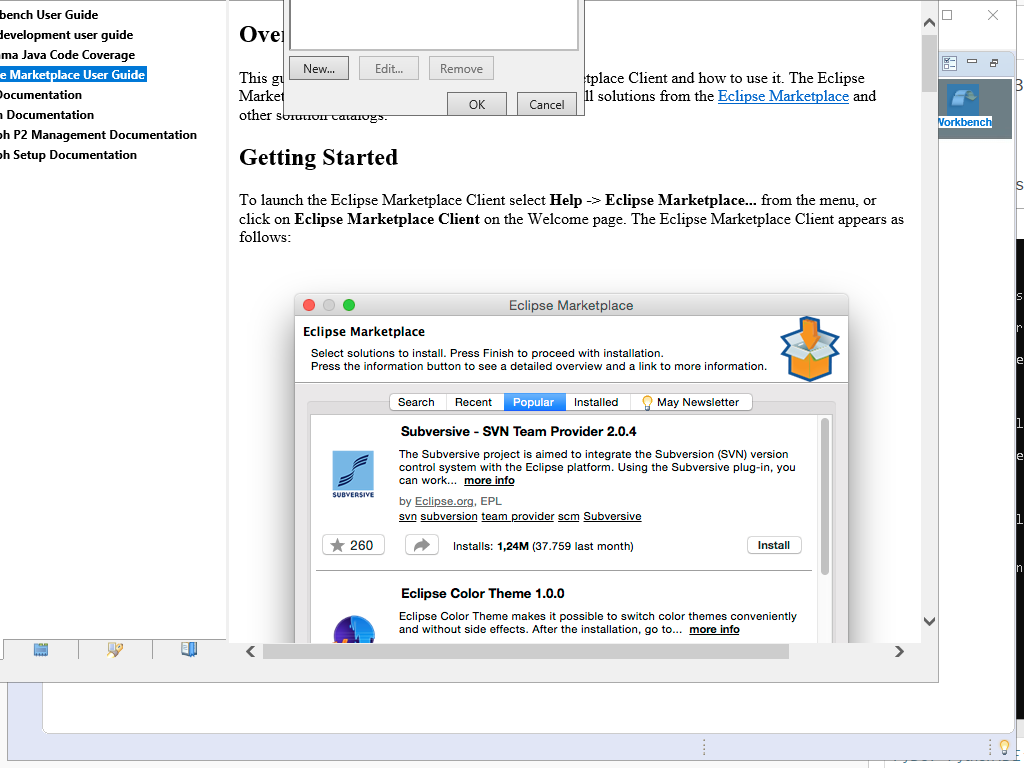 bench User Guide
development user guide
ma Java Code Coverage
e Marketplace User Guide
Documentation
n Documentation
ph P2 Management Documentation
ph Setup Documentation
New...
Edit...
Remove
OK
Cancel
Workbench
This
etplace Client and how to use it. The Eclipse
ll solutions from the Eclipse Marketplace and
other solution catalogs.
Getting Started
To launch the Eclipse Marketplace Client select Help -> Eclipse Marketplace... from the menu, or
click on Eclipse Marketplace Client on the Welcome page. The Eclipse Marketplace Client appears as
follows:
Eclipse Marketplace
Eclipse Marketplace
Select solutions to install. Press Finish to proceed with installation.
Press the information button to see a detailed overview and a link to more information.
Search
Recent
Popular
Installed
May Newsletter
Subversive - SVN Team Provider 2.0.4
The Subversive project is aimed to integrate the Subversion (SVN) version
control system with the Eclipse platform. Using the Subversive plug-in, you
can work... more info
SUBVERSIVE
by Eclipse.org, EPL
svn subversion team provider scm Subversive
260
Installs: 1,24M (37.759 last month)
Install
Eclipse Color Theme 1.0.0
Eclipse Color Theme makes it possible to switch color themes conveniently
and without side effects. After the installation, go to... more info